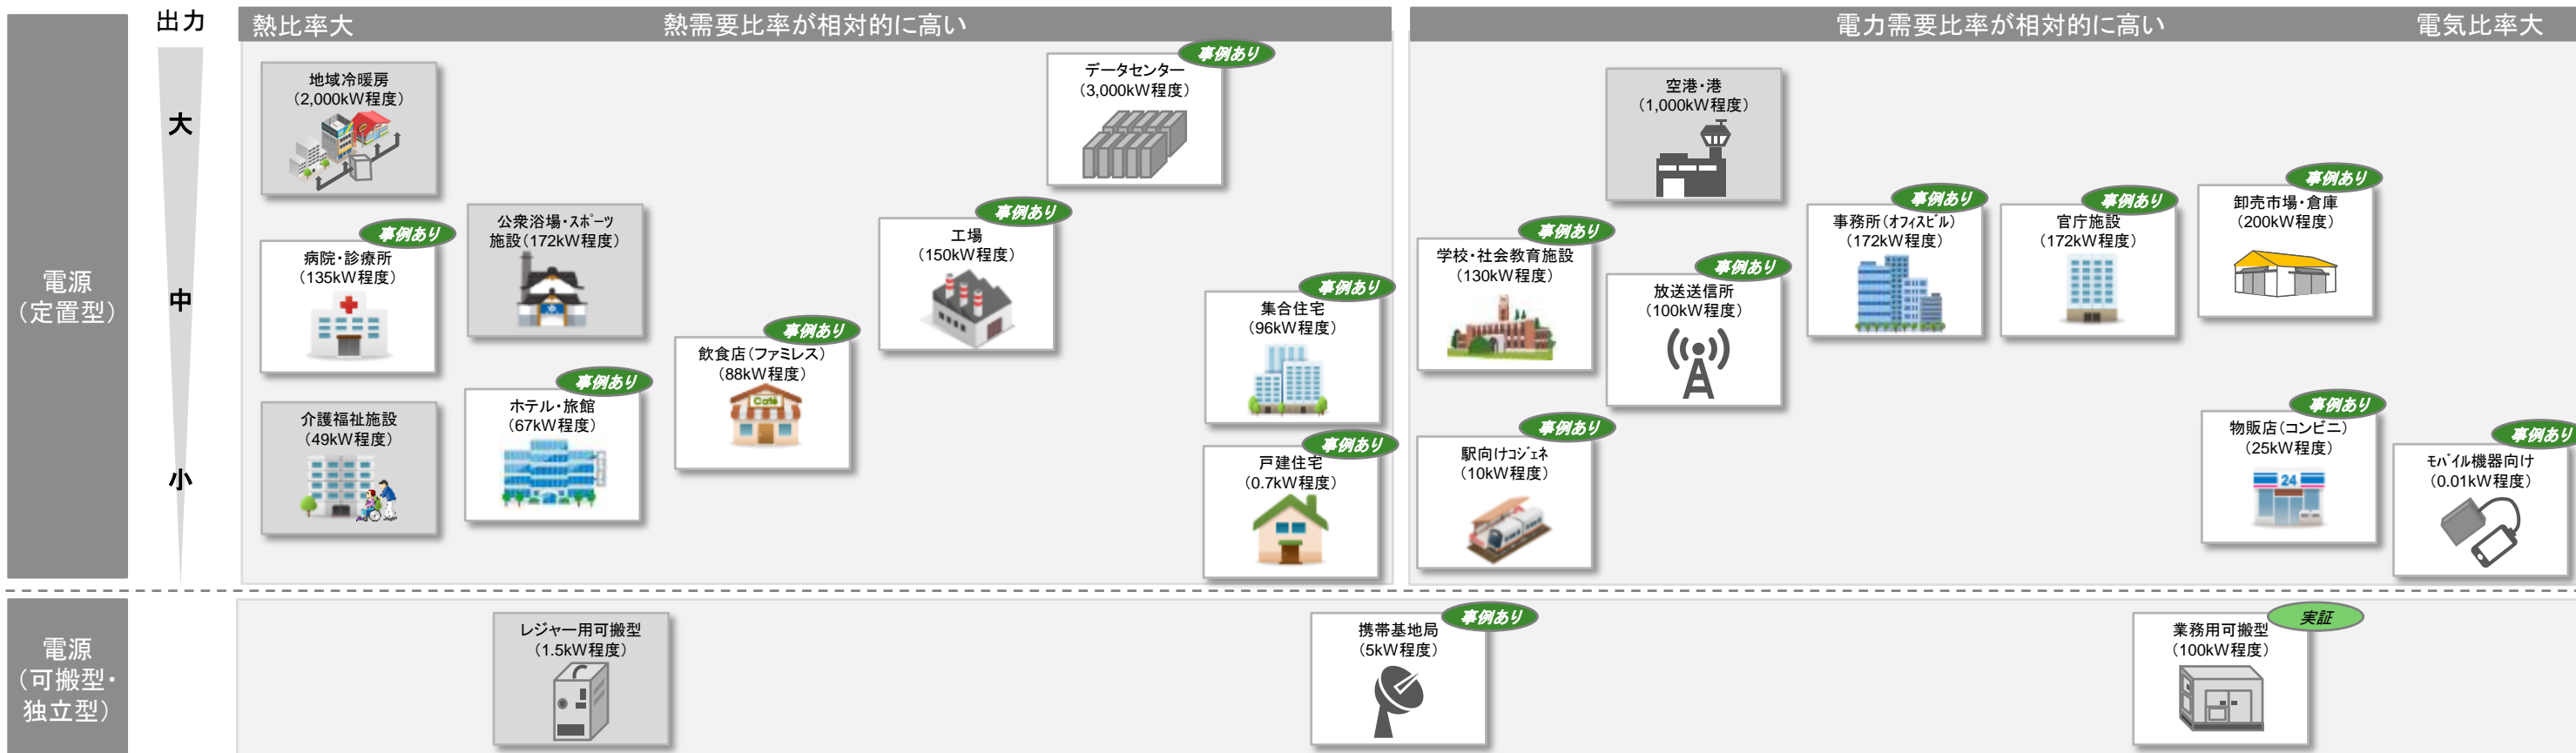 出力
熱比率大
熱需要比率が相対的に高い
電力需要比率が相対的に高い
電気比率大
電源
(定置型)
大
中
小
地域冷暖房
(2,000kW程度)
事例あり
データセンター
(3,000kW程度)
空港・港
(1,000kW程度)
事例あり
病院・診療所
(135kW程度)
公衆浴場・スポーツ
施設(172kW程度)
事例あり
工場
(150kW程度)
事例あり
集合住宅
(96kW程度)
事例あり
学校・社会教育施設
(130kW程度)
事例あり
放送送信所
(100kW程度)
事例あり
事務所(オフィスビル)
(172kW程度)
事例あり
官庁施設
(172kW程度)
事例あり
卸売市場・倉庫
(200kW程度)
介護福祉施設
(49kW程度)
事例あり
ホテル・旅館
(67kW程度)
事例あり
飲食店(ファミレス)
(88kW程度)
Café
事例あり
戸建住宅
(0.7kW程度)
事例あり
駅向けコジェネ
(10kW程度)
事例あり
物販店(コンビニ)
(25kW程度)
24
事例あり
モバイル機器向け
(0.01kW程度)
電源
(可搬型・
独立型)
レジャー用可搬型
(1.5kW程度)
事例あり
携帯基地局
(5kW程度)
実証
業務用可搬型
(100kW程度)